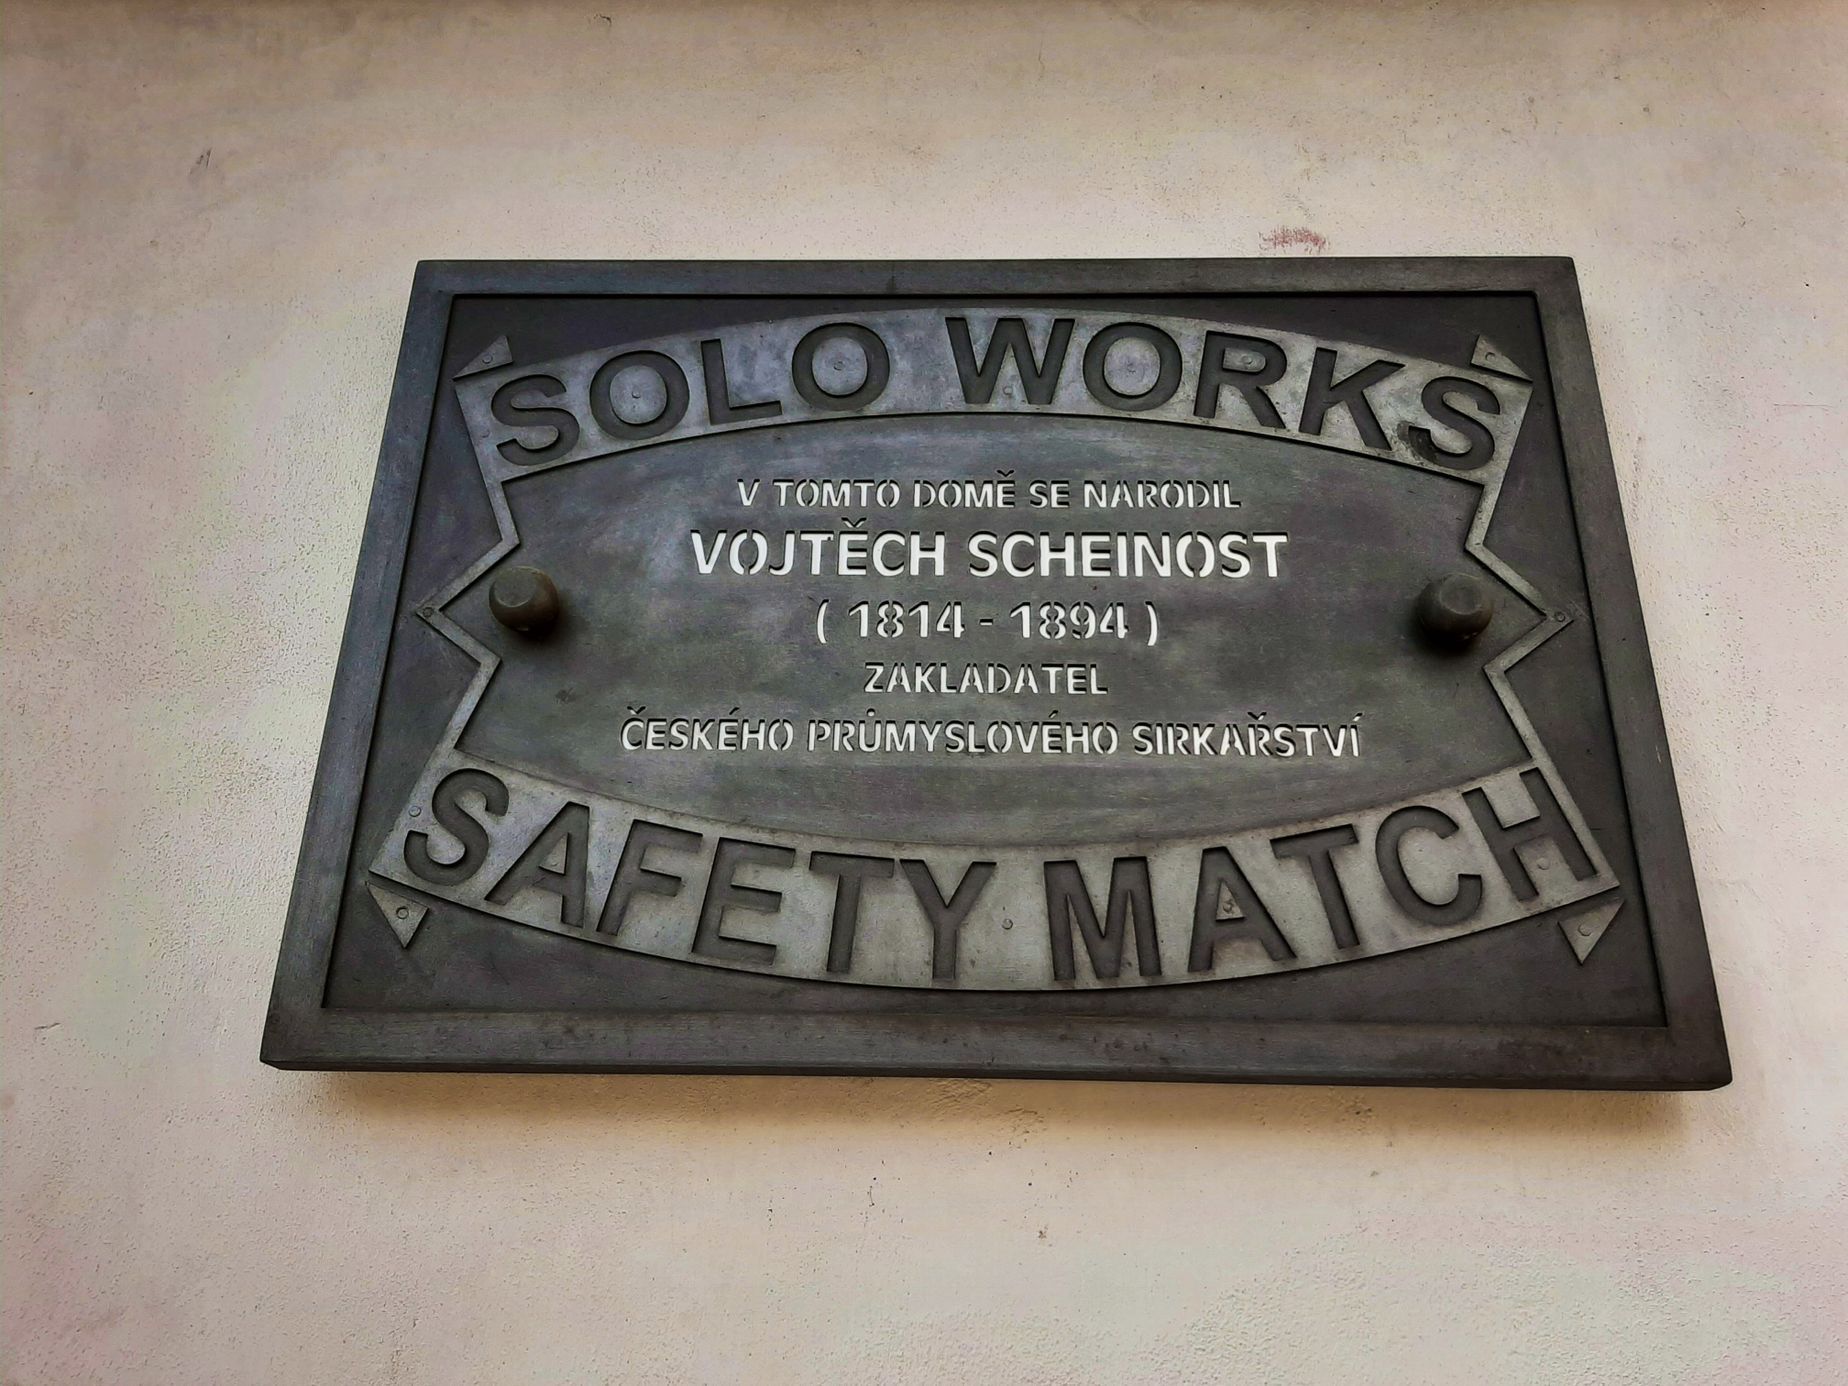 SOLO WORKS
V TOMTO DOMĚ SE NARODIL
VOJTĚCH SCHEINOST
( 1814 - 1894 )
ZAKLADATEL
ČESKÉHO PRŮMYSLOVÉHO SIRKAŘSTVÍ
SAFETY MATCH